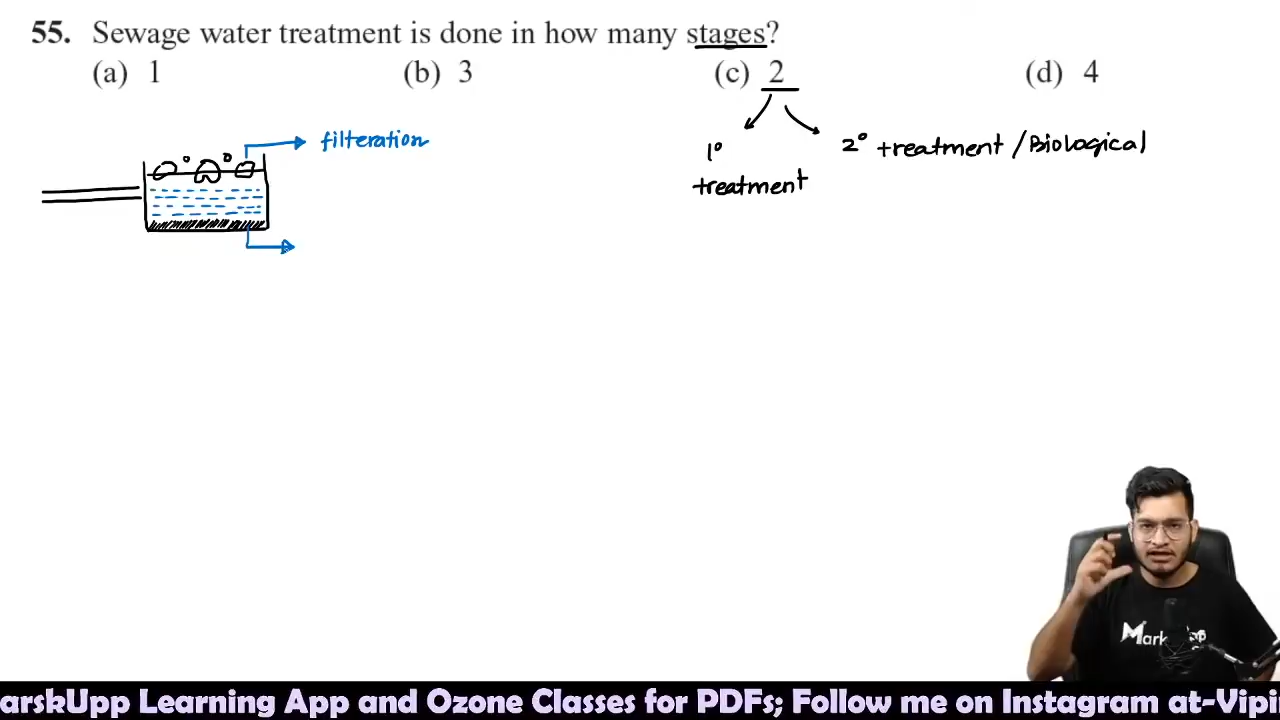 55. Sewage water treatment is done in how many stages?
(a) 1 (b) 3 (c) 2 (d) 4
filteration
1° treatment
2° treatment / Biological
arskUpp Learning App and Ozone Classes for PDFs; Follow me on Instagram at-Vipi